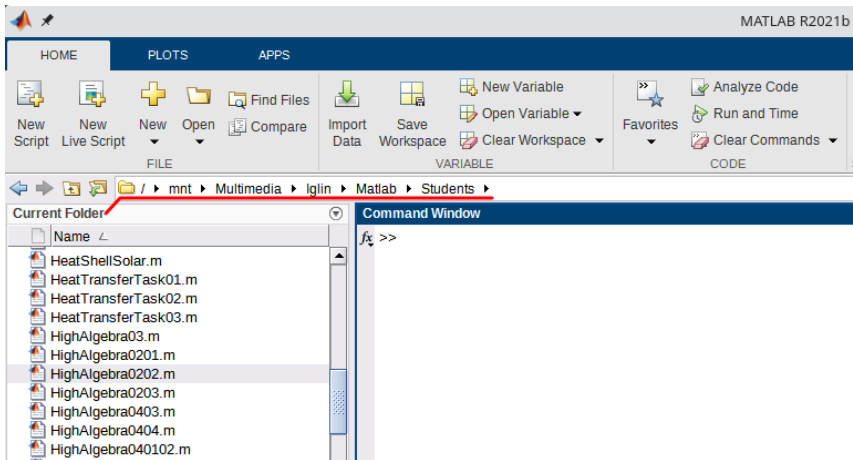 MATLAB R2021b
HOME PLOTS APPS
New Script
New Live Script
New
Open
Find Files
Compare
FILE
Import Data
Save Workspace
New Variable
Open Variable
Clear Workspace
VARIABLE
Favorites
Analyze Code
Run and Time
Clear Commands
CODE
/ mnt Multimedia Iglin Matlab Students
Current Folder
Name
HeatShellSolar.m
HeatTransferTask01.m
HeatTransferTask02.m
HeatTransferTask03.m
HighAlgebra03.m
HighAlgebra0201.m
HighAlgebra0202.m
HighAlgebra0203.m
HighAlgebra0403.m
HighAlgebra0404.m
HighAlgebra040102.m
Command Window
fx >>